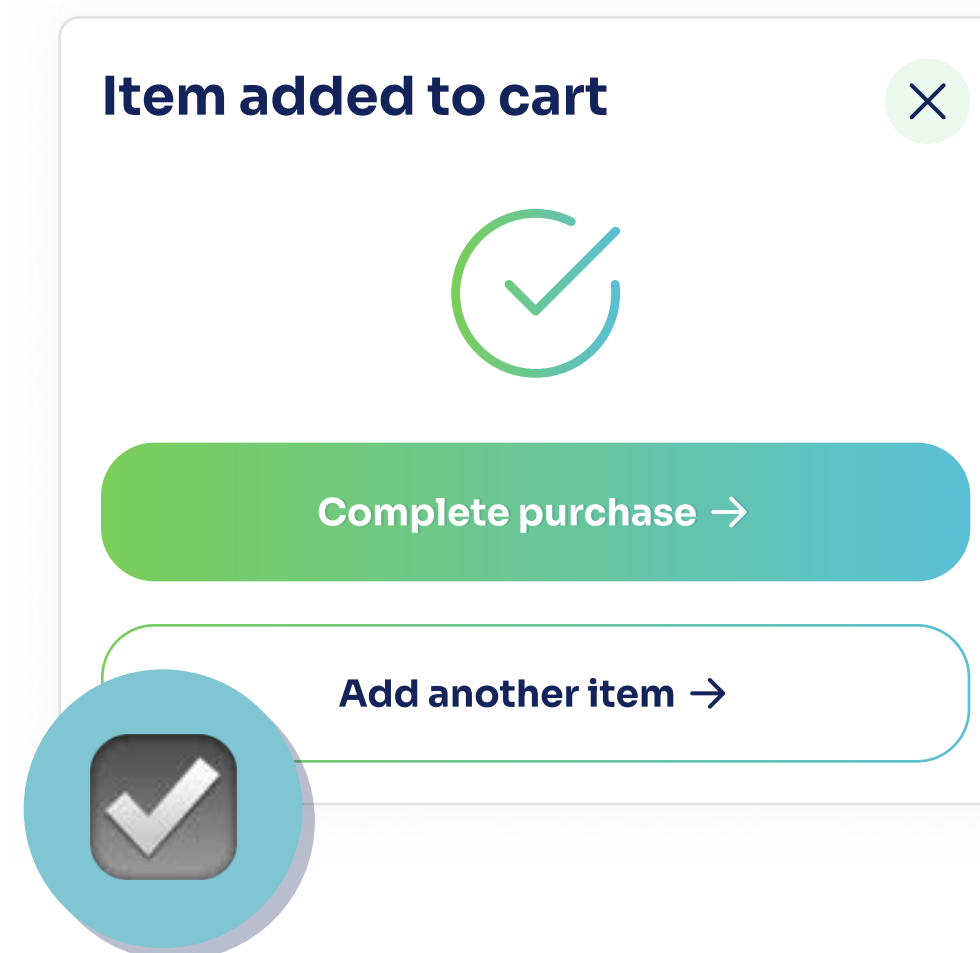 Item added to cart
Complete purchase →
Add another item →